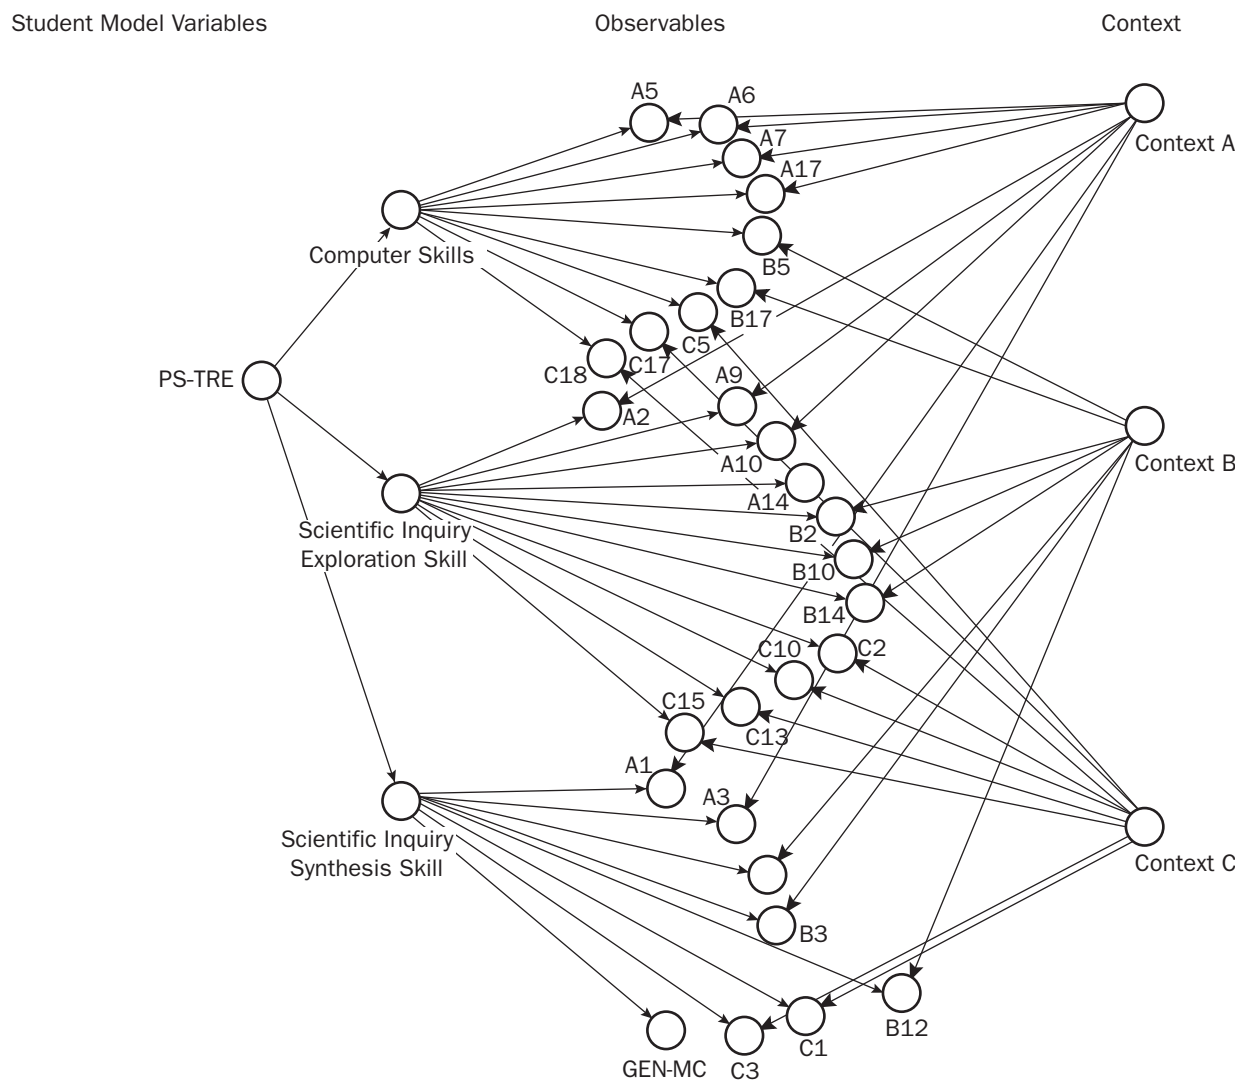 Student Model Variables
Observables
Context
A5
A6
A7
A17
Context A
Computer Skills
B5
B17
C5
C17
C18
PS-TRE
A9
A2
Context B
A10
A14
Scientific Inquiry
Exploration Skill
B2
B10
B14
C10
C2
C15
C13
A1
A3
Scientific Inquiry
Synthesis Skill
Context C
B3
B12
C1
GEN-MC
C3